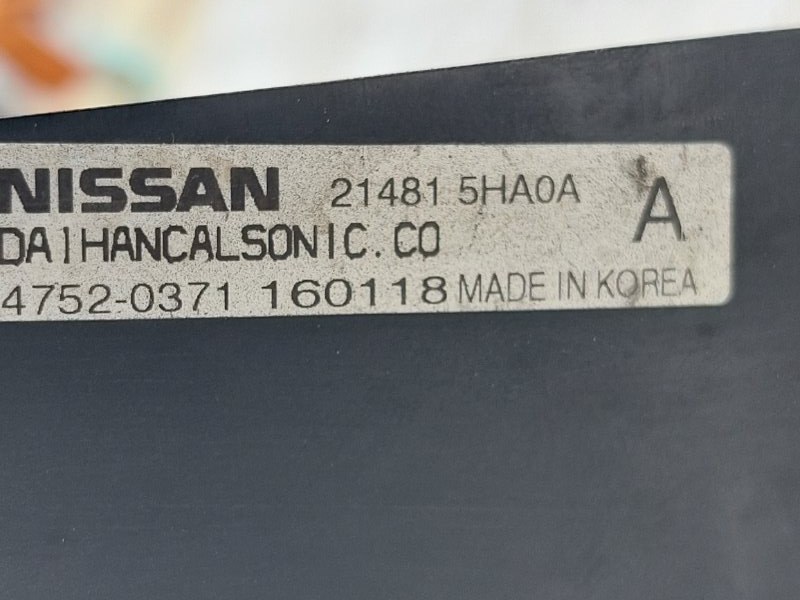 NISSAN 21481 5HA0A A
DAIHANCALSONIC.CO
4752-0371 160118 MADE IN KOREA